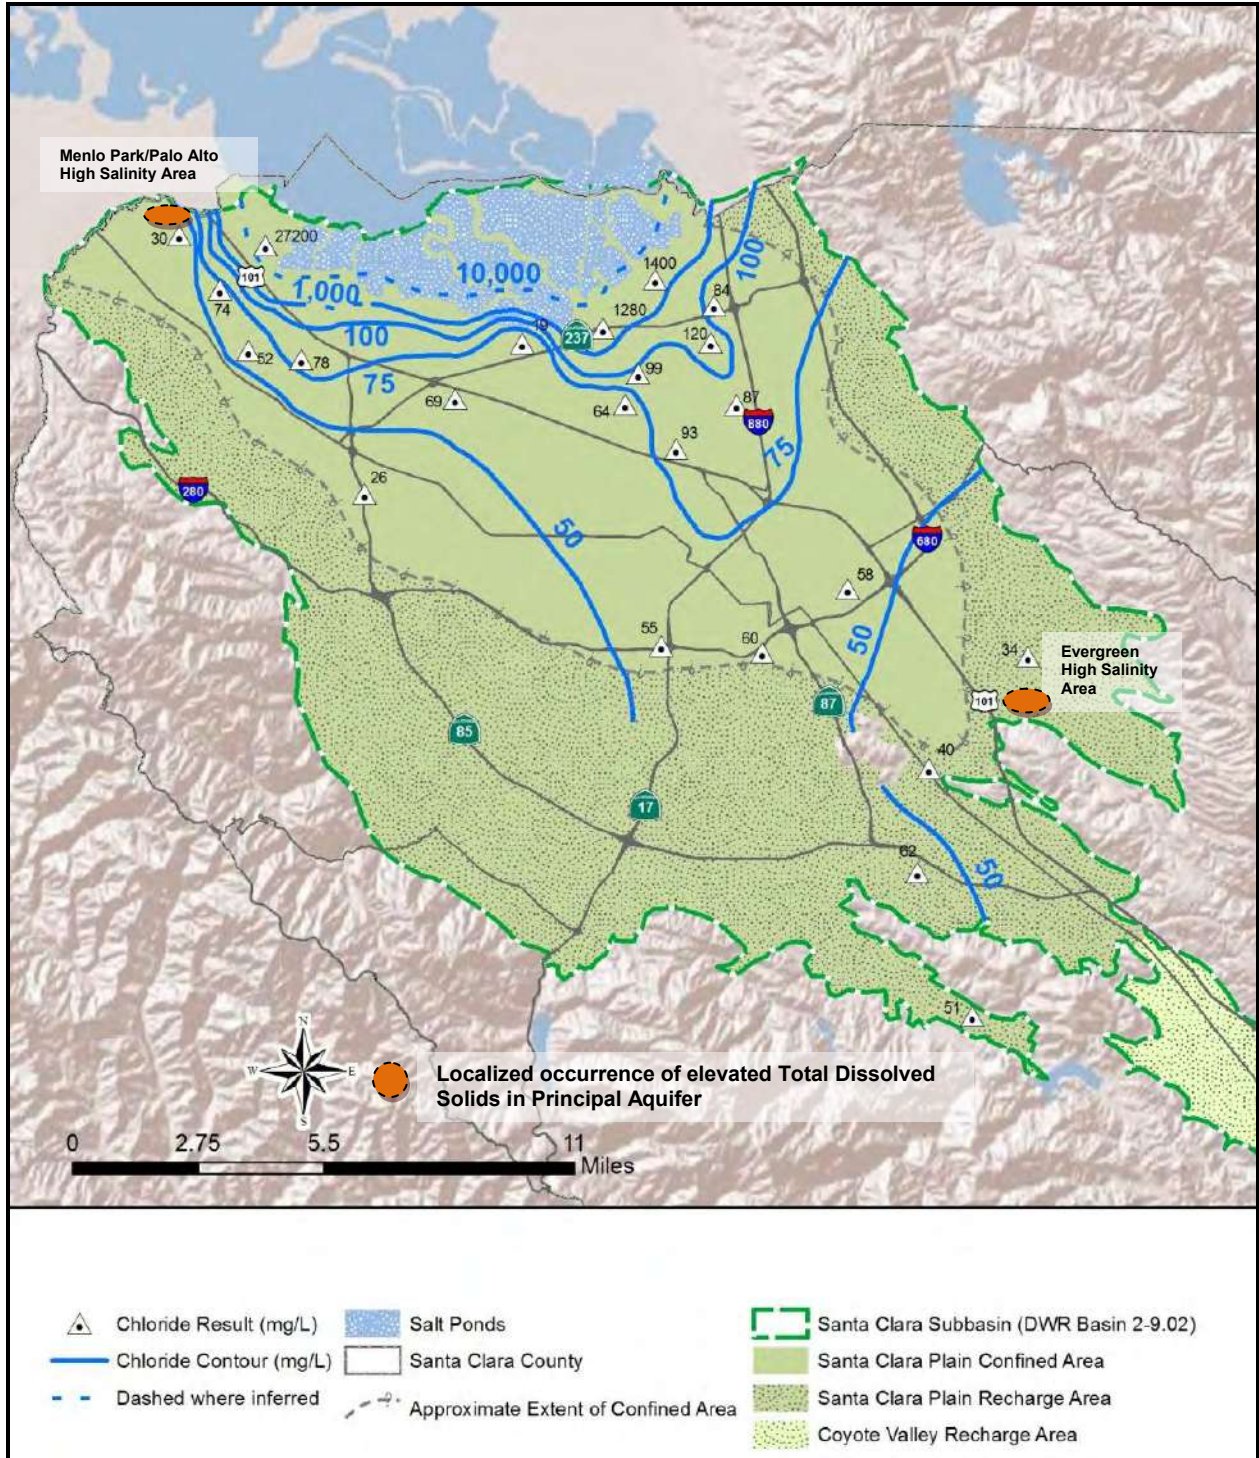 Menlo Park/Palo Alto
High Salinity Area
30
27200
101
1,000
10,000
1400
100
84
74
1280
237
120
100
52
78
75
99
69
64
87
880
93
75
26
280
50
680
58
50
55
60
34
Evergreen
High Salinity
Area
101
87
85
40
17
62
50
51
N
W E
S
Localized occurrence of elevated Total Dissolved
Solids in Principal Aquifer
0 2.75 5.5 11
Miles
Chloride Result (mg/L)
Chloride Contour (mg/L)
Dashed where inferred
Salt Ponds
Santa Clara County
Approximate Extent of Confined Area
Santa Clara Subbasin (DWR Basin 2-9.02)
Santa Clara Plain Confined Area
Santa Clara Plain Recharge Area
Coyote Valley Recharge Area